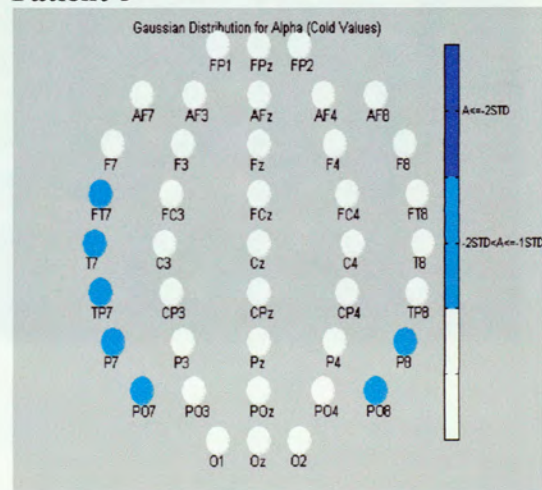 Gaussian Distribution for Alpha (Cold Values)
FP1 FPz FP2
AF7 AF3 AFz AF4 AF8
F7 F3 Fz F4 F8
FT7 FC3 FCz FC4 FT8
T7 C3 Cz C4 T8
TP7 CP3 CPz CP4 TP8
P7 P3 Pz P4 P8
PO7 PO3 POz PO4 PO8
O1 Oz O2
A<=-2STD
-2STD<A<=-1STD